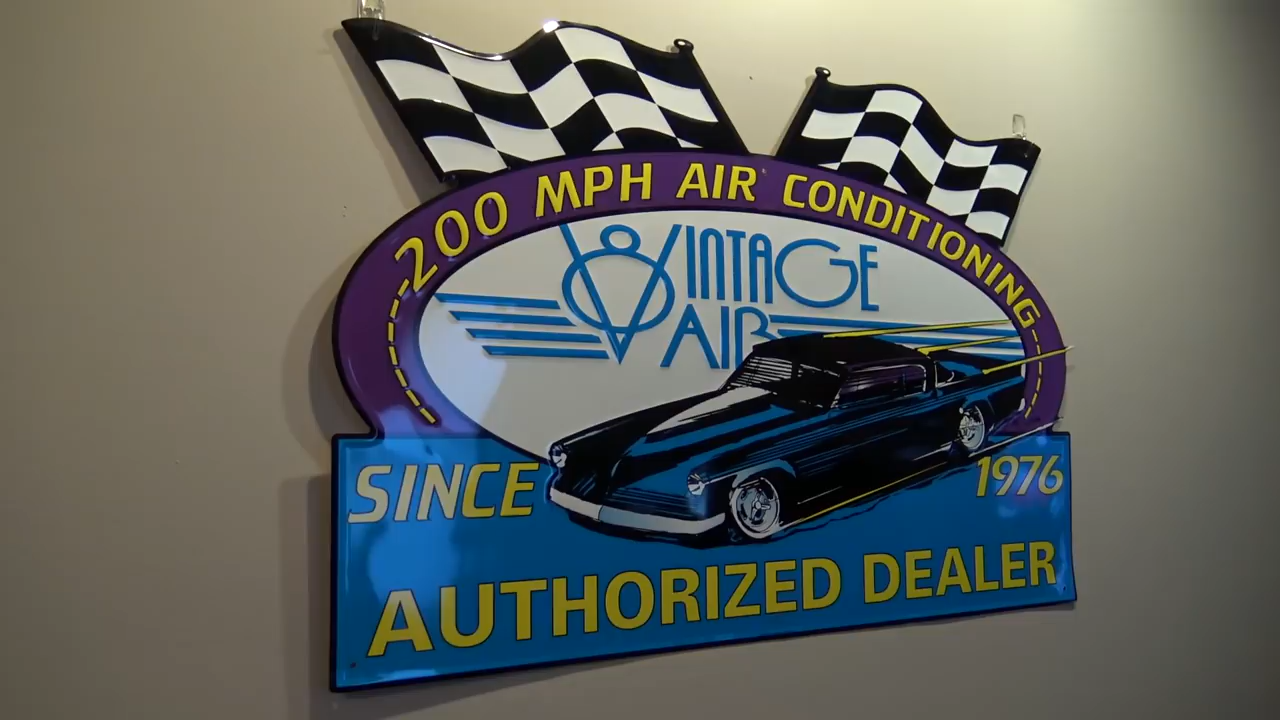 200 MPH AIR CONDITIONING
VINTAGE
AIR
SINCE 1976
AUTHORIZED DEALER